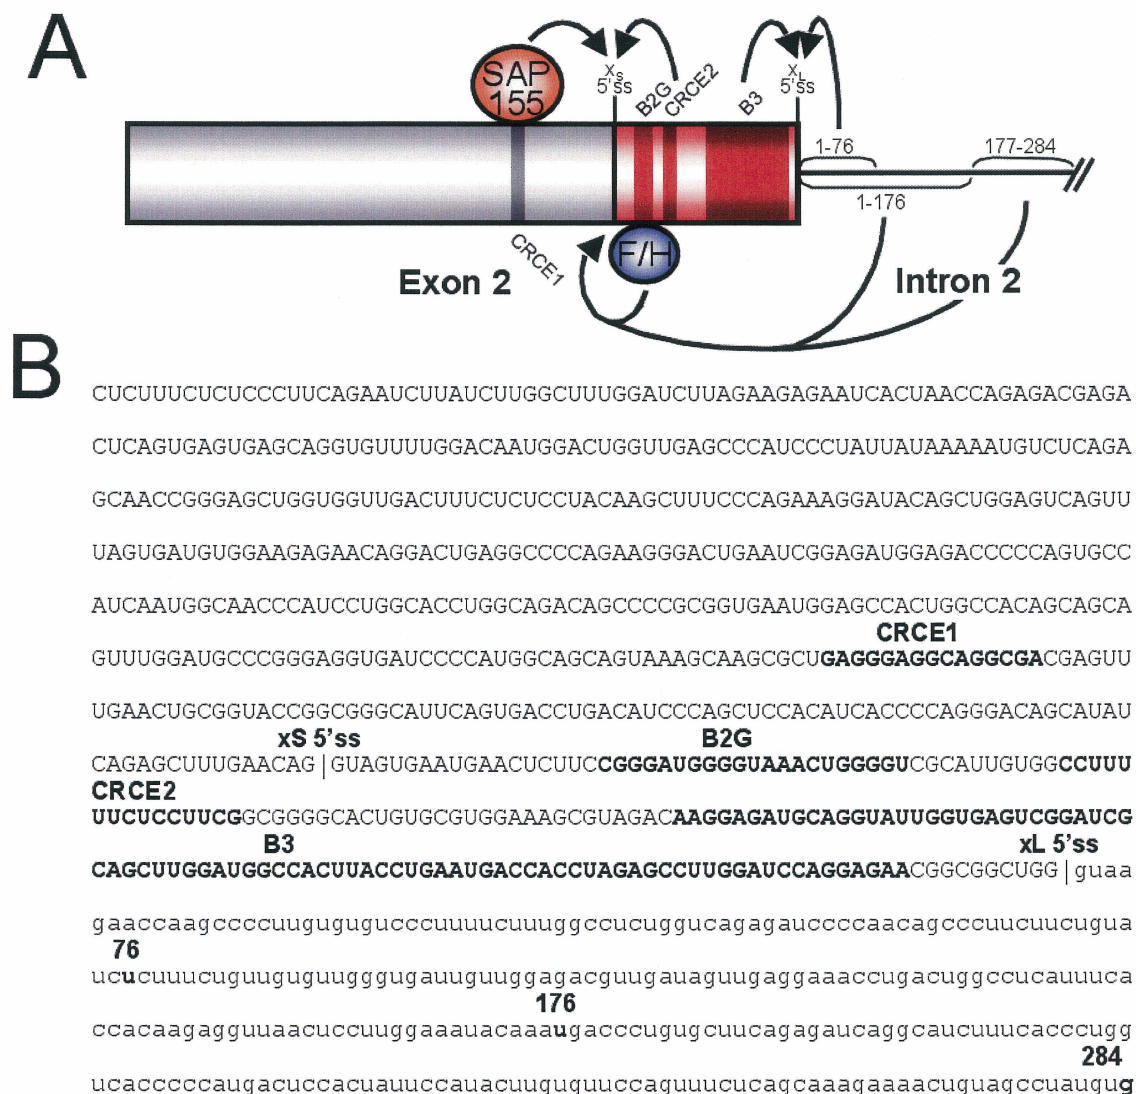 A
SAP
155
xS
5'ss
B2G
CRCE2
B3
xL
5'ss
1-76
177-284
1-176
CRCE1
F/H
Exon 2
Intron 2
B
CUCUUUCUCUCCCUUCAGAAUCUUAUCUUGGCUUUGGAUCUUAGAAGAGAAUCACUAACCAGAGACGAGA
CUCAGUGAGUGAGCAGGUGUUUUGGACAAUGGACUGGUUGAGCCCAUCCCUAUUAUAAAAAUGUCUCAGA
GCAACCGGGAGCUGGUGGUUGACUUUCUCUCCUACAAGCUUUCCCAGAAAGGAUACAGCUGGAGUCAGUU
UAGUGAUGUGGAAGAGAACAGGACUGAGGCCCCAGAAGGGACUGAAUCGGAGAUGGAGACCCCCAGUGCC
AUCAAUGGCAACCCAUCCUGGCACCUGGCAGACAGCCCCGCGGUGAAUGGAGCCACUGGCCACAGCAGCA
CRCE1
GUUUGGAUGCCCGGGAGGUGAUCCCCAUGGCAGCAGUAAAGCAAGCGCUGAGGGAGGCAGGCGACGAGUU
UGAACUGCGGUACCGGCGGGCAUUCAGUGACCUGACAUCCCAGCUCCACAUCACCCCAGGGACAGCAUAU
xS 5'ss B2G
CAGAGCUUUGAACAG|GUAGUGAAUGAACUCUUCCGGGAUGGGGUAAACUGGGGUCGCAUUGUGGCCUUU
CRCE2
UUCUCCUUCGGCGGGGCACUGUGCGUGGAAAGCGUAGACAAGGAGAUGCAGGUAUUGGUGAGUCGGAUCG
B3 xL 5'ss
CAGCUUGGAUGGCCACUUACCUGAAUGACCACCUAGAGCCUUGGAUCCAGGAGAACGGCGGCUGG|guaa
gaaccaagccccuugugugucccuuuucuuuggccucuggucagagauccccaacagcccuucuucugua
76
ucucuuucuguuguguugggugauuguuggagacguugauaguugaggaaaccugacuggccucauuuca
176
ccacaagagguuaacuccuuggaaauacaaaugacccugugcuucagagaucaggcaucuuucacccugg
284
ucacccccaugacuccacuauuccauacuuguguuccaguuucucagcaaagaaaacuguagccuaugug